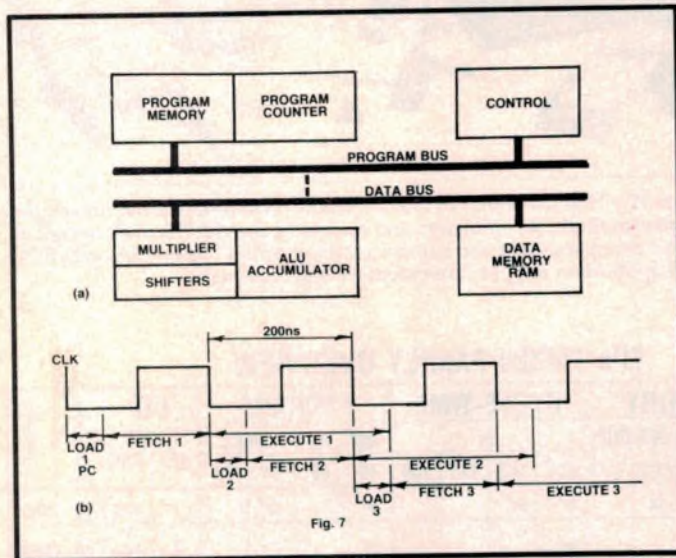 PROGRAM
MEMORY
PROGRAM
COUNTER
CONTROL
PROGRAM BUS
DATA BUS
MULTIPLIER
SHIFTERS
ALU
ACCUMULATOR
DATA
MEMORY
RAM
(a)
200ns
CLK
LOAD
1
PC
FETCH 1
EXECUTE 1
LOAD
2
FETCH 2
EXECUTE 2
LOAD
3
FETCH 3
EXECUTE 3
(b)
Fig. 7